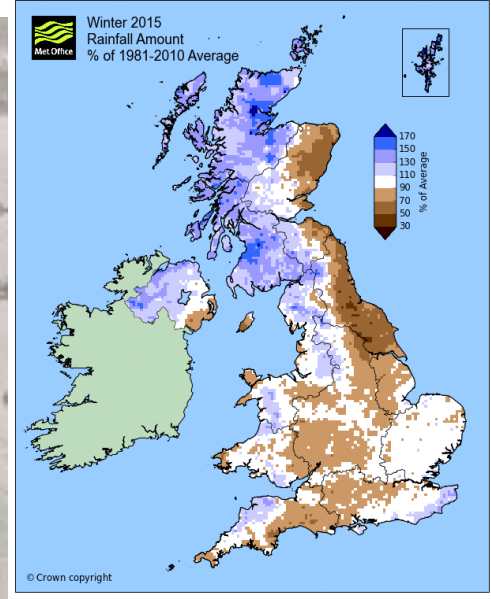 Winter 2015
Rainfall Amount
% of 1981-2010 Average
Met Office
170
150
130
110
90
70
50
30
% of Average
© Crown copyright